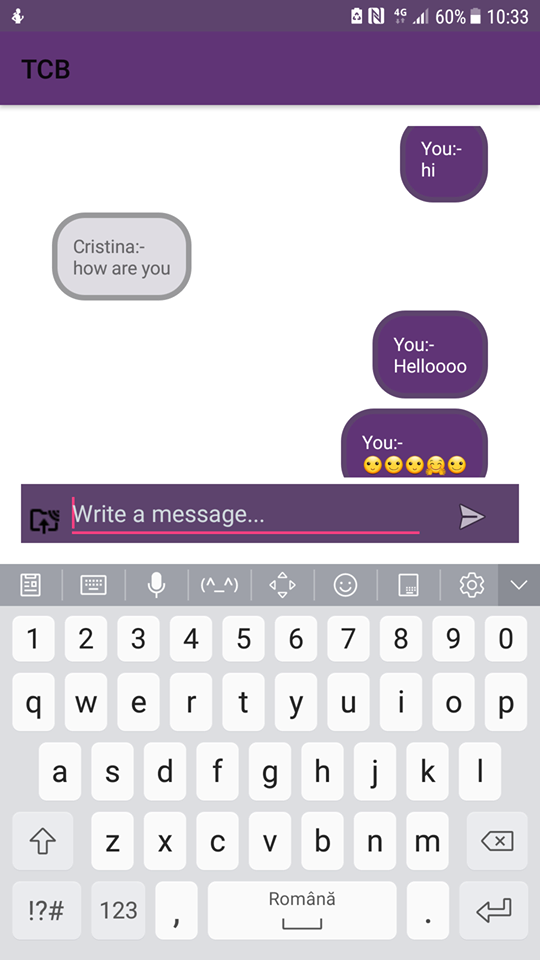 4G 60% 10:33
TCB
You:-
hi
Cristina:-
how are you
You:-
Helloooo
You:-
😶🙂😶🤗🙂
Write a message...
(^_^)
1 2 3 4 5 6 7 8 9 0
q w e r t y u i o p
a s d f g h j k l
z x c v b n m
!?# 123 , Română .